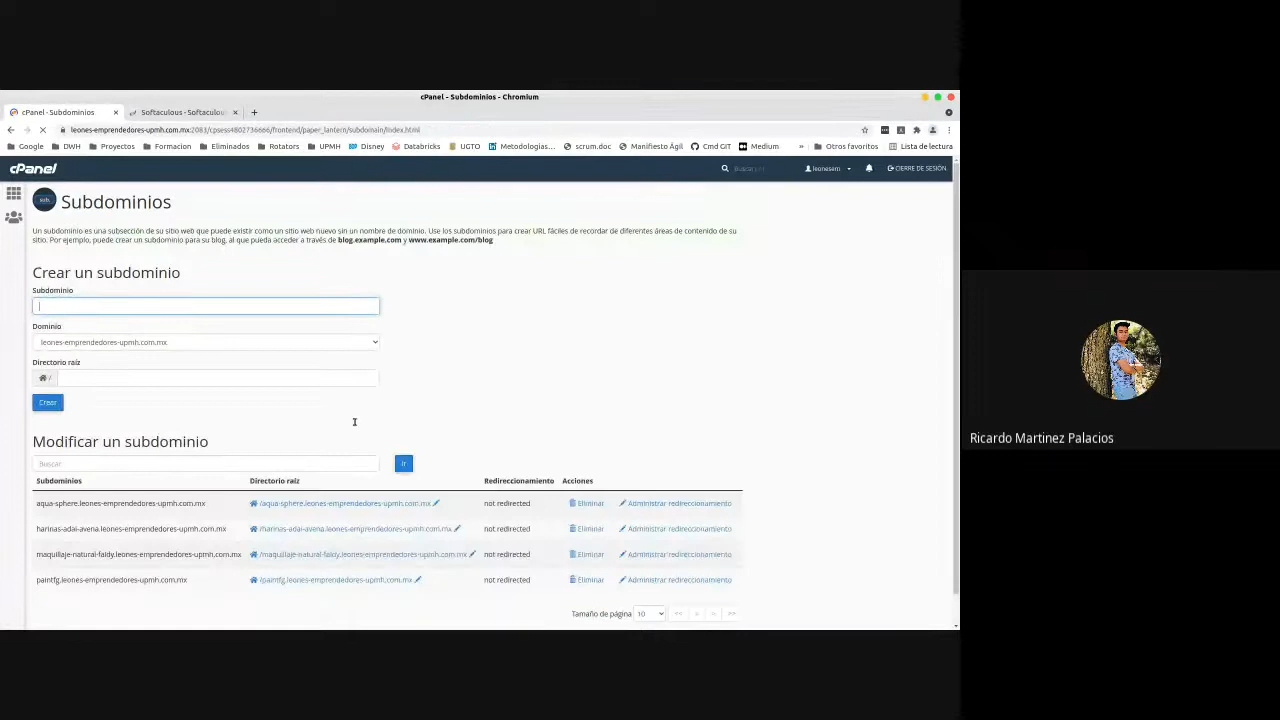 cPanel - Subdominios - Chromium
cPanel - Subdominios
Softaculous - Softaculou
leones-emprendedores-upmh.com.mx:2083/cpsess4802736666/frontend/paper_lantern/subdomain/index.html
Google DWH Proyectos Formacion Eliminados Rotators UPMH Disney Databricks UGTO Metodologías... scrum.doc Manifiesto Ágil Cmd GIT Medium » Otros favoritos Lista de lectura
cPanel
leonesem
CIERRE DE SESIÓN
sub.
Subdominios
Un subdominio es una subsección de su sitio web que puede existir como un sitio web nuevo sin un nombre de dominio. Use los subdominios para crear URL fáciles de recordar de diferentes áreas de contenido de su
sitio. Por ejemplo, puede crear un subdominio para su blog, al que pueda acceder a través de blog.example.com y www.example.com/blog
Crear un subdominio
Subdominio
Dominio
leones-emprendedores-upmh.com.mx
Directorio raíz
/
Crear
Ricardo Martinez Palacios
Modificar un subdominio
Buscar
Ir
Subdominios Directorio raíz Redireccionamiento Acciones
aqua-sphere.leones-emprendedores-upmh.com.mx /aqua-sphere.leones-emprendedores-upmh.com.mx not redirected Eliminar Administrar redireccionamiento
harinas-adai-avena.leones-emprendedores-upmh.com.mx /harinas-adai-avena.leones-emprendedores-upmh.com.mx not redirected Eliminar Administrar redireccionamiento
maquillaje-natural-faldy.leones-emprendedores-upmh.com.mx /maquillaje-natural-faldy.leones-emprendedores-upmh.com.mx not redirected Eliminar Administrar redireccionamiento
paintfg.leones-emprendedores-upmh.com.mx /paintfg.leones-emprendedores-upmh.com.mx not redirected Eliminar Administrar redireccionamiento
Tamaño de página 10 << < > >>